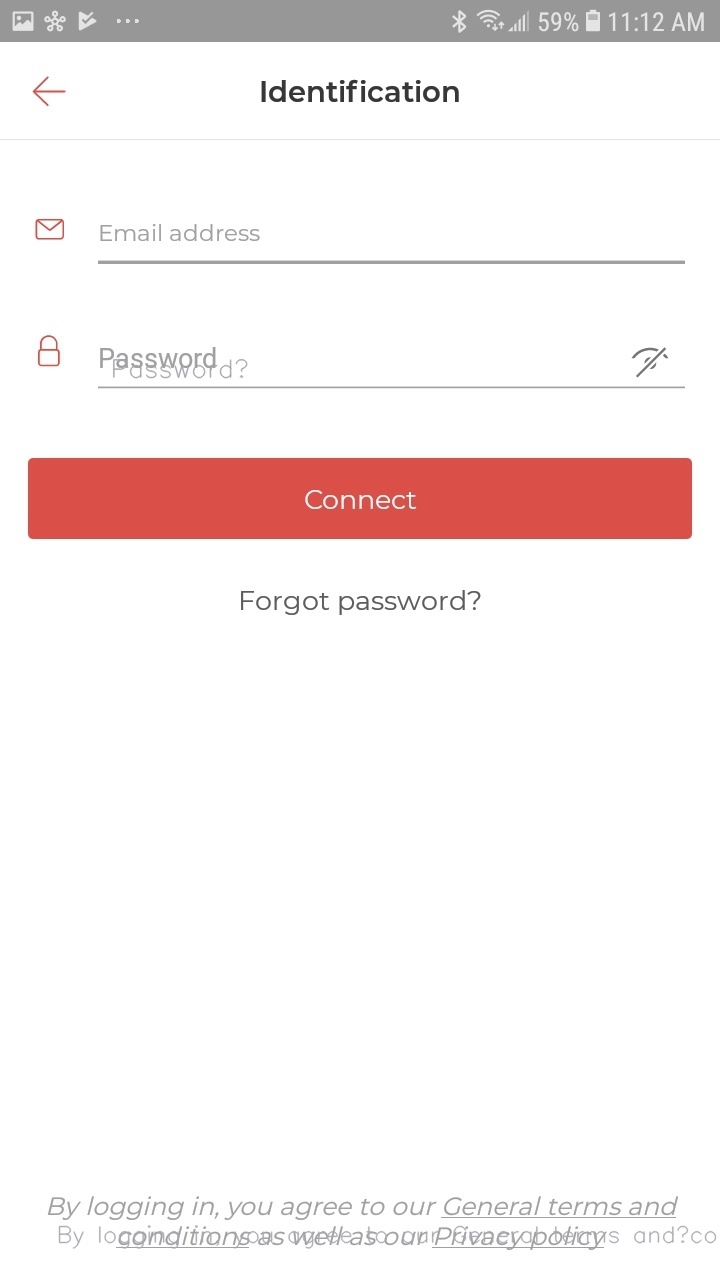 59% 11:12 AM
Identification
Email address
Password
Password?
Connect
Forgot password?
By logging in, you agree to our General terms and
conditions as well as our Privacy policy
By logging in, you agree to our General terms and?co